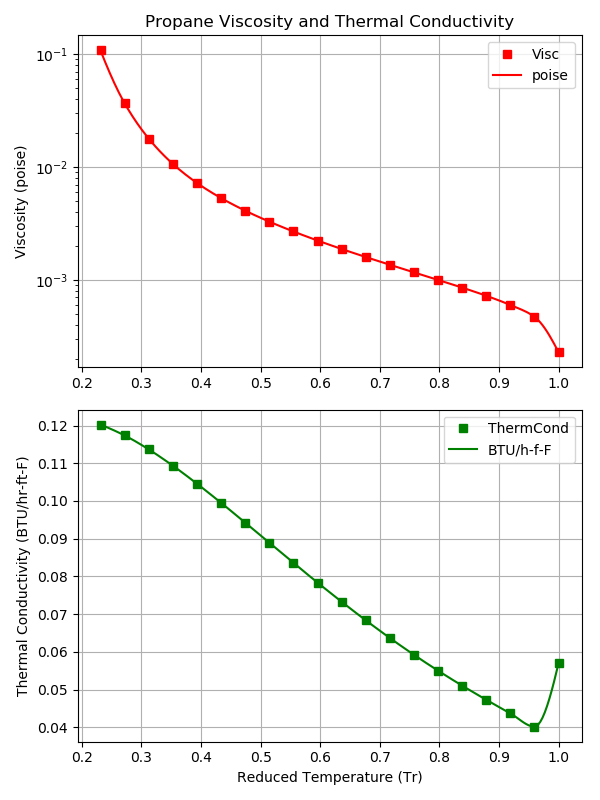 Propane Viscosity and Thermal Conductivity
Viscosity (poise)
10⁻¹
10⁻²
10⁻³
Visc
poise
0.2 0.3 0.4 0.5 0.6 0.7 0.8 0.9 1.0
Thermal Conductivity (BTU/hr-ft-F)
0.12
0.11
0.10
0.09
0.08
0.07
0.06
0.05
0.04
ThermCond
BTU/h-f-F
0.2 0.3 0.4 0.5 0.6 0.7 0.8 0.9 1.0
Reduced Temperature (Tr)